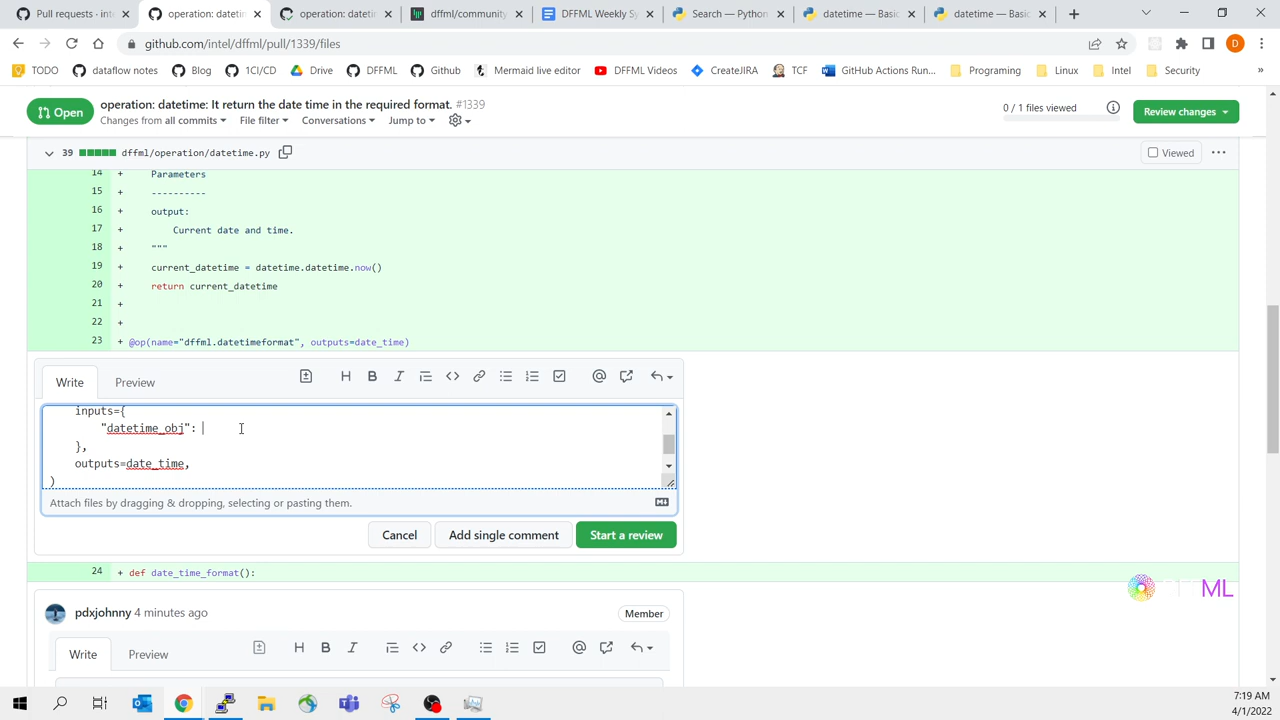 Pull requests · inte
operation: datetim
operation: datetim
dffml/community
DFFML Weekly Sy
Search — Python
datetime — Basic
datetime — Basic
github.com/intel/dffml/pull/1339/files
TODO
dataflow notes
Blog
1CI/CD
Drive
DFFML
Github
Mermaid live editor
DFFML Videos
CreateJIRA
TCF
GitHub Actions Run...
Programing
Linux
Intel
Security
»
D
Open
operation: datetime: It return the date time in the required format. #1339
Changes from all commits
File filter
Conversations
Jump to
0 / 1 files viewed
Review changes
39 dffml/operation/datetime.py
Viewed
14 + Parameters
15 + ----------
16 + output:
17 + Current date and time.
18 + """
19 + current_datetime = datetime.datetime.now()
20 + return current_datetime
21 +
22 +
23 + @op(name="dffml.datetimeformat", outputs=date_time)
Write
Preview
inputs={
"datetime_obj":
},
outputs=date_time,
)
Attach files by dragging & dropping, selecting or pasting them.
Cancel
Add single comment
Start a review
24 + def date_time_format():
pdxjohnny 4 minutes ago
Member
Write
Preview
ML
7:19 AM
4/1/2022